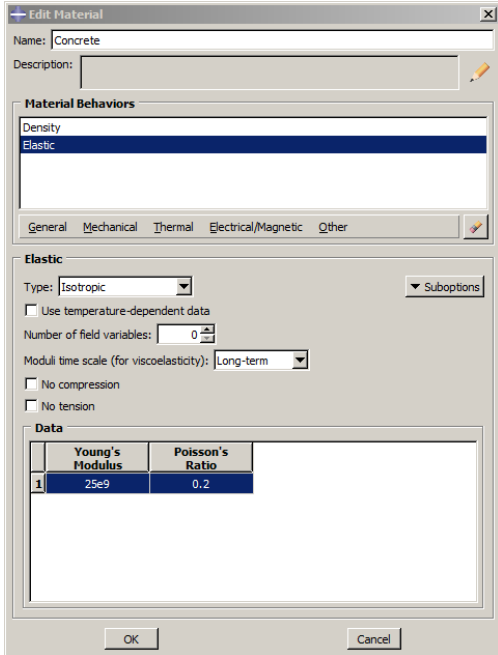 Edit Material
Name: Concrete
Description:
Material Behaviors
Density
Elastic
General Mechanical Thermal Electrical/Magnetic Other
Elastic
Type: Isotropic Suboptions
Use temperature-dependent data
Number of field variables: 0
Moduli time scale (for viscoelasticity): Long-term
No compression
No tension
Data
Young's Poisson's
Modulus Ratio
1 25e9 0.2
OK Cancel